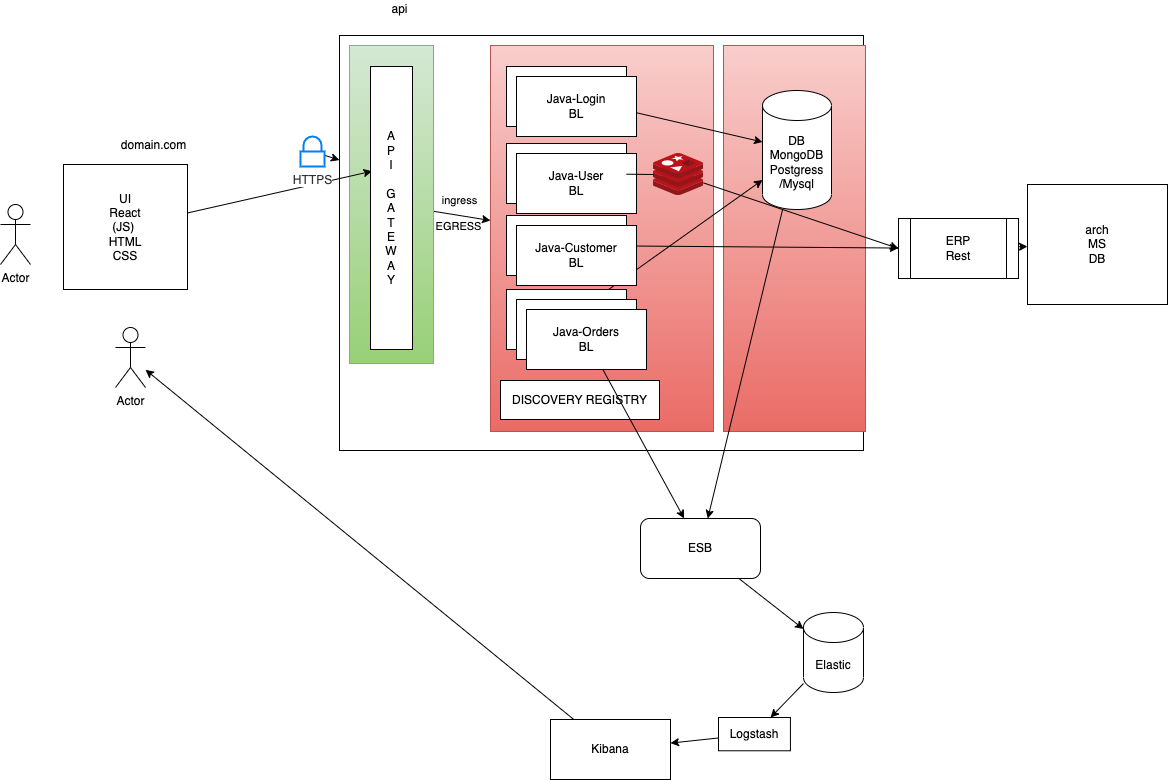 api
domain.com
HTTPS
UI
React
(JS)
HTML
CSS
Actor
Actor
A
P
I
G
A
T
E
W
A
Y
ingress
EGRESS
Java-Login
BL
Java-User
BL
Java-Customer
BL
Java-Orders
BL
DISCOVERY REGISTRY
DB
MongoDB
Postgress
/Mysql
ERP
Rest
arch
MS
DB
ESB
Elastic
Logstash
Kibana